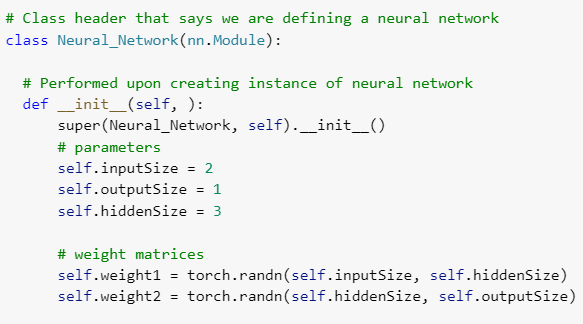 # Class header that says we are defining a neural network
class Neural_Network(nn.Module):
# Performed upon creating instance of neural network
def __init__(self, ):
super(Neural_Network, self).__init__()
# parameters
self.inputSize = 2
self.outputSize = 1
self.hiddenSize = 3
# weight matrices
self.weight1 = torch.randn(self.inputSize, self.hiddenSize)
self.weight2 = torch.randn(self.hiddenSize, self.outputSize)